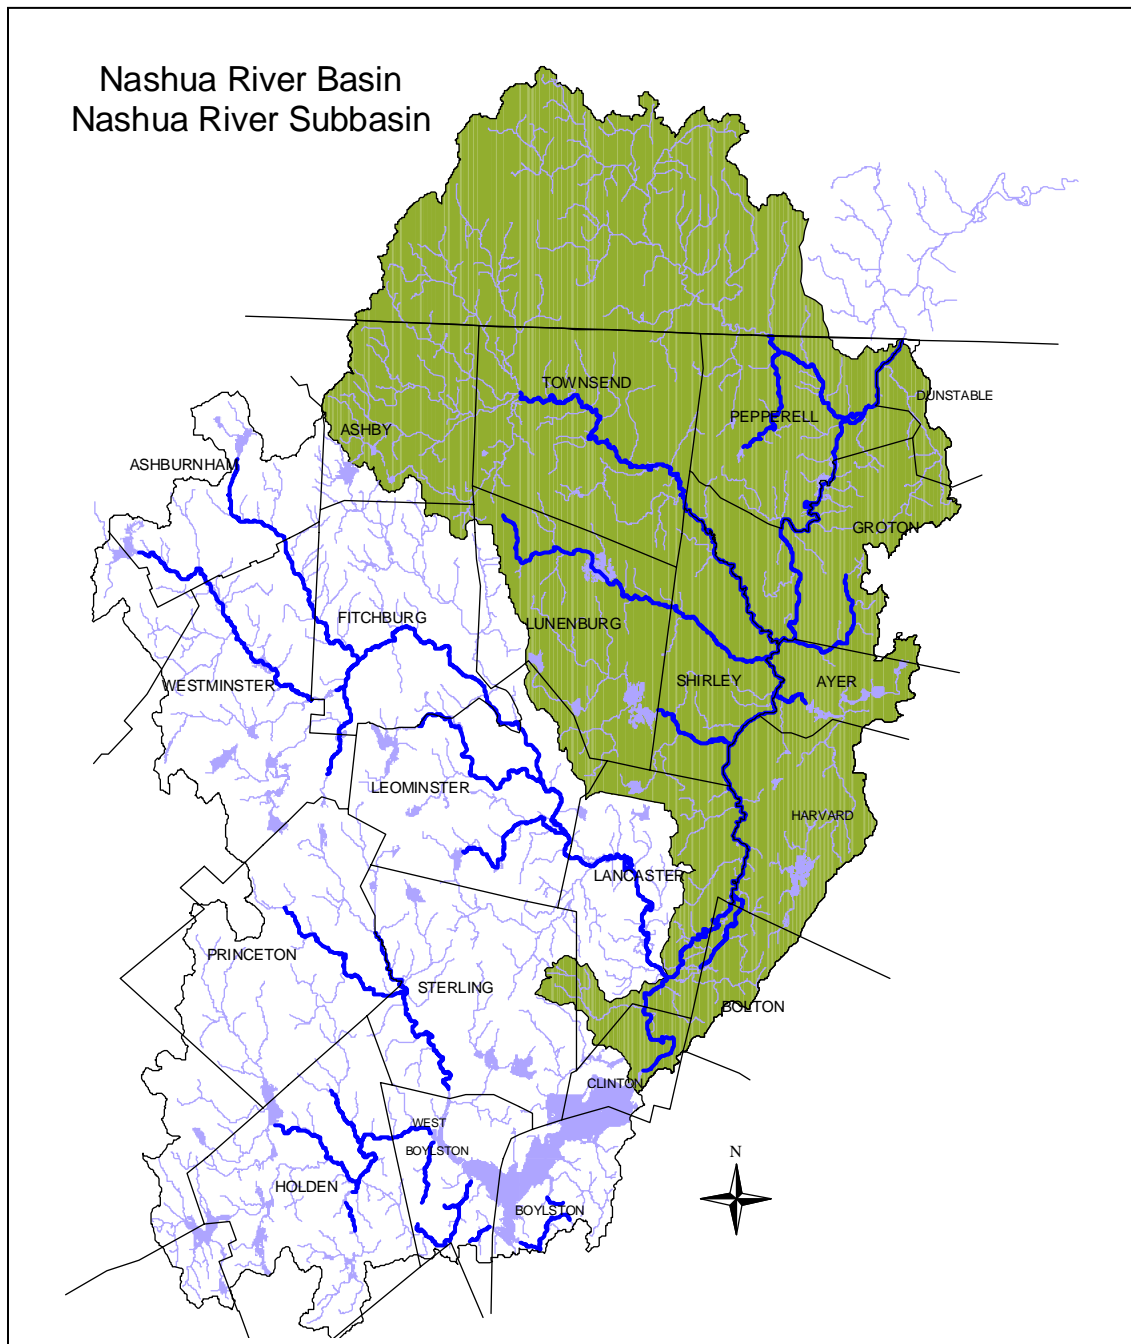 Nashua River Basin
Nashua River Subbasin
TOWNSEND
DUNSTABLE
PEPPERELL
ASHBY
ASHBURNHAM
GROTON
FITCHBURG
LUNENBURG
WESTMINSTER
SHIRLEY
AYER
LEOMINSTER
HARVARD
LANCASTER
PRINCETON
STERLING
BOLTON
CLINTON
WEST
BOYLSTON
N
HOLDEN
BOYLSTON